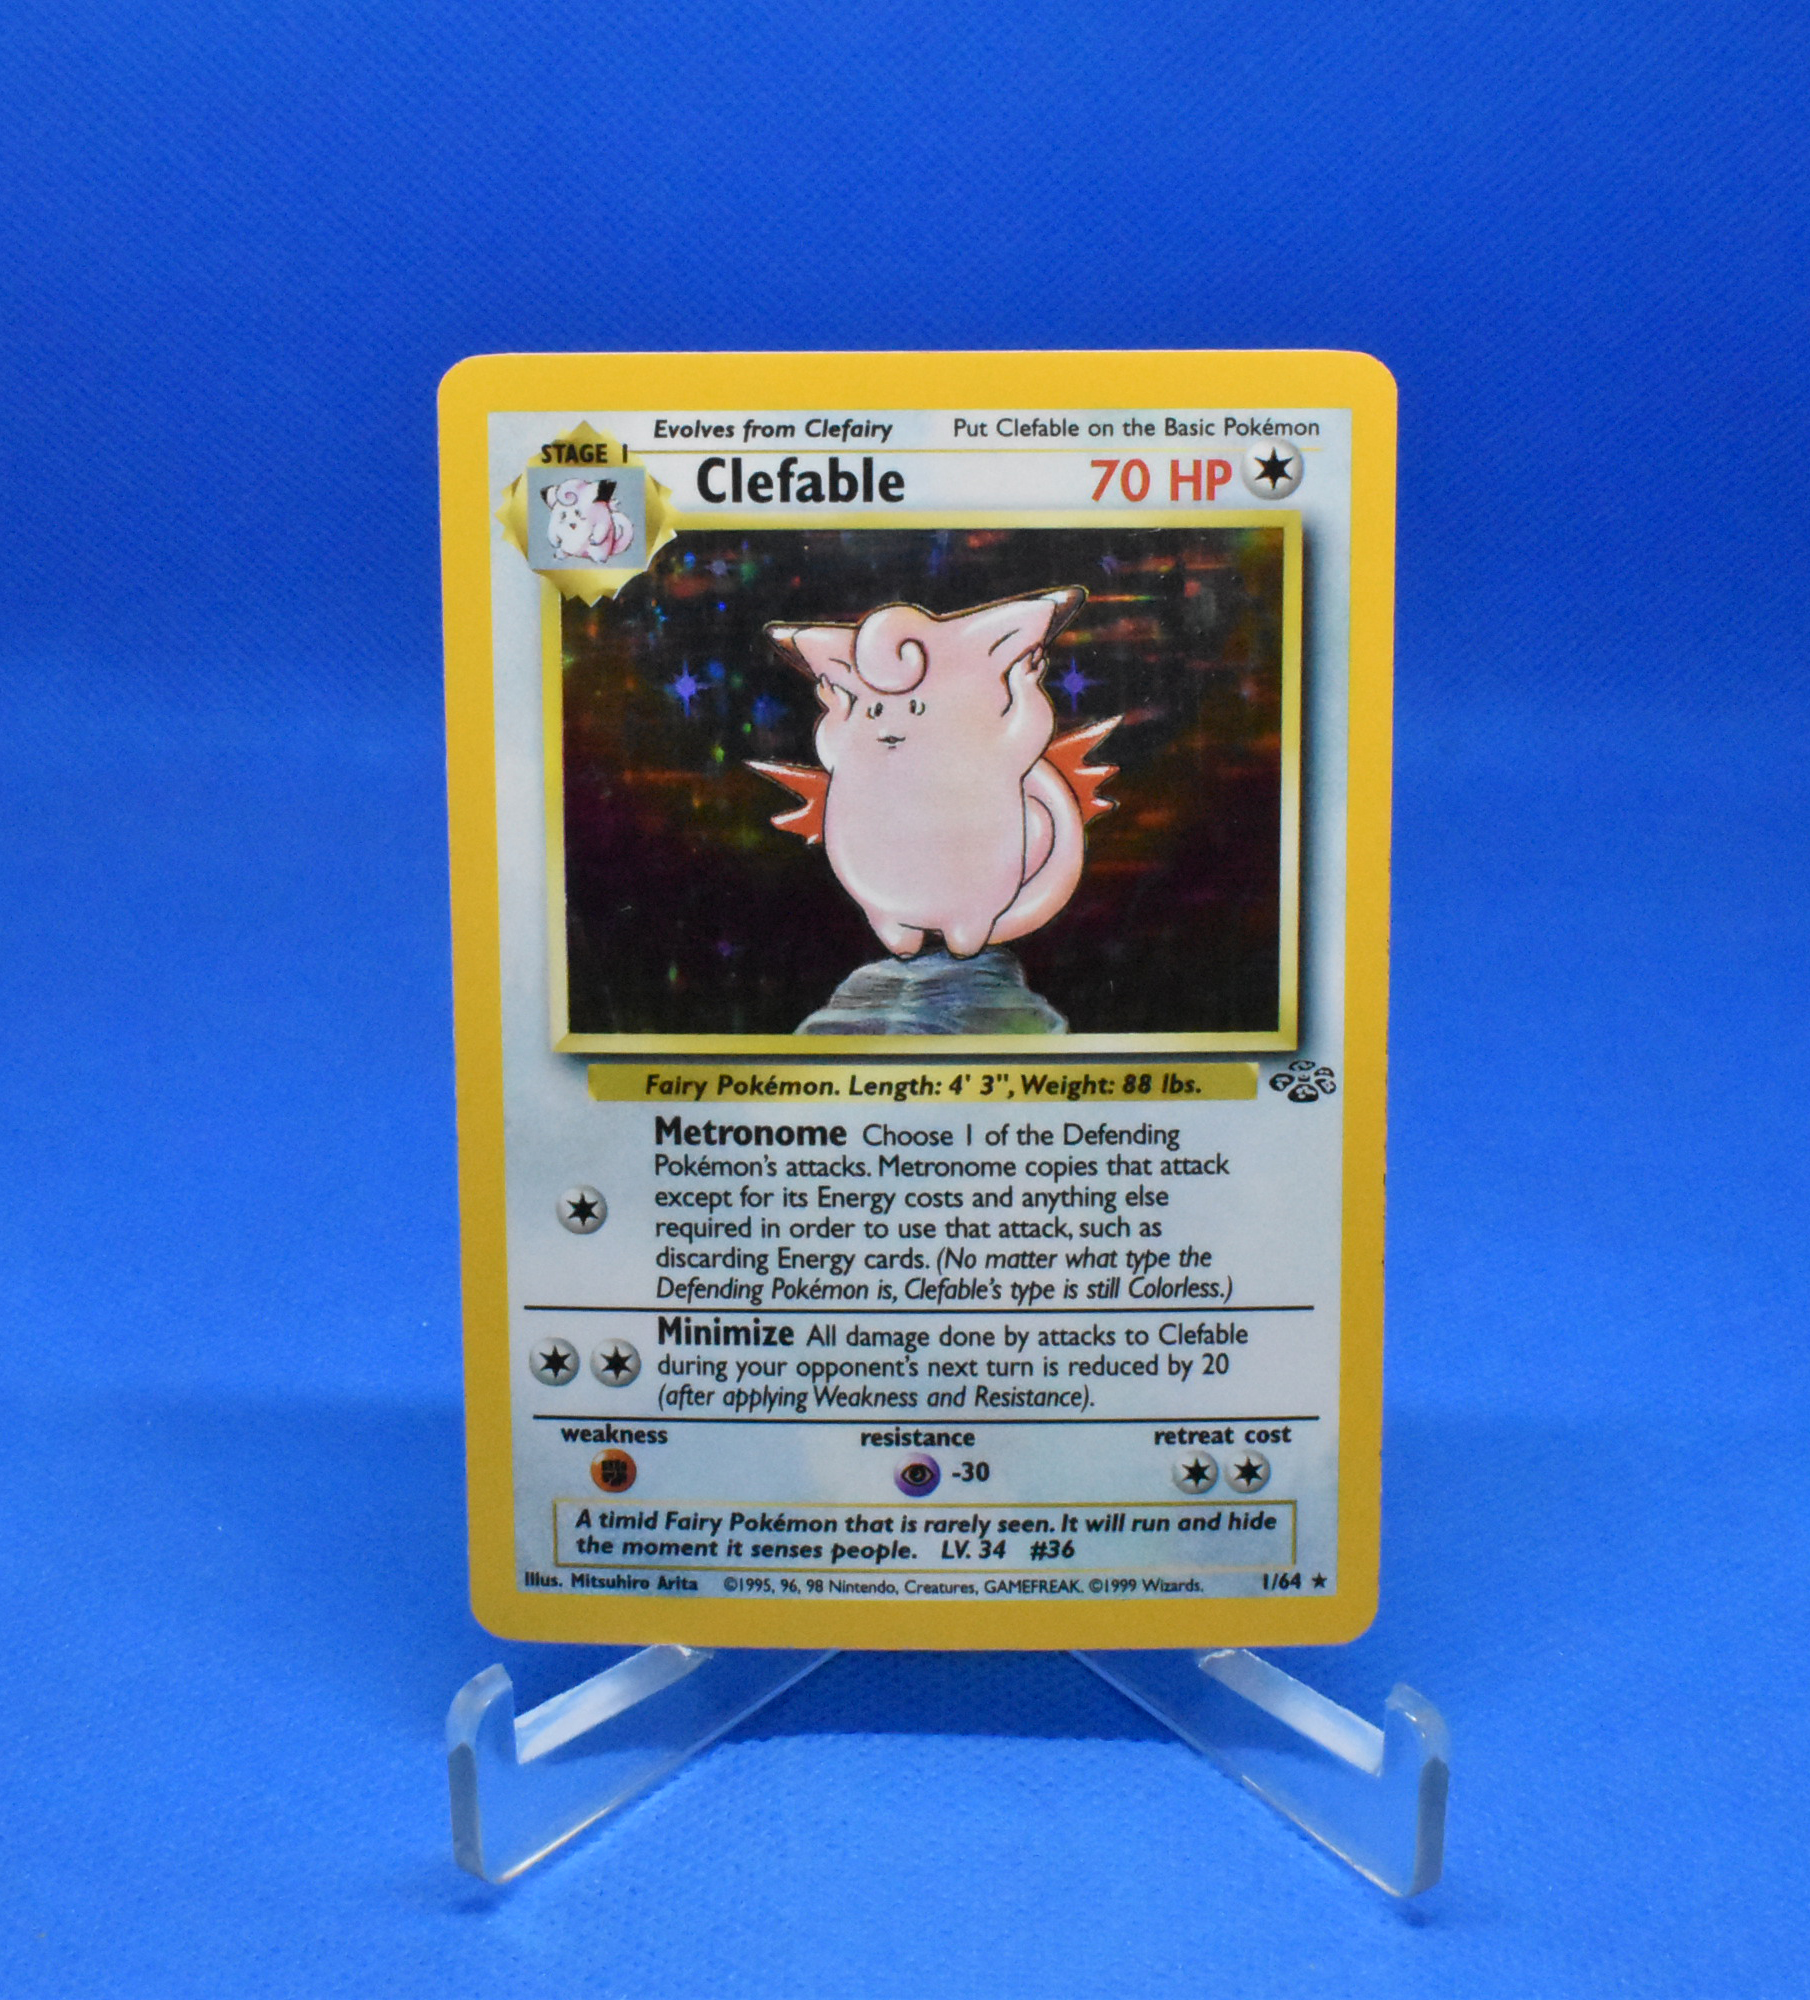 Evolves from Clefairy Put Clefable on the Basic Pokémon
STAGE 1
Clefable 70 HP
Fairy Pokémon. Length: 4' 3", Weight: 88 lbs.
Metronome Choose 1 of the Defending
Pokémon's attacks. Metronome copies that attack
except for its Energy costs and anything else
required in order to use that attack, such as
discarding Energy cards. (No matter what type the
Defending Pokémon is, Clefable's type is still Colorless.)
Minimize All damage done by attacks to Clefable
during your opponent's next turn is reduced by 20
(after applying Weakness and Resistance).
weakness resistance retreat cost
-30
A timid Fairy Pokémon that is rarely seen. It will run and hide
the moment it senses people. LV. 34 #36
Illus. Mitsuhiro Arita ©1995, 96, 98 Nintendo, Creatures, GAMEFREAK. ©1999 Wizards. 1/64 ★